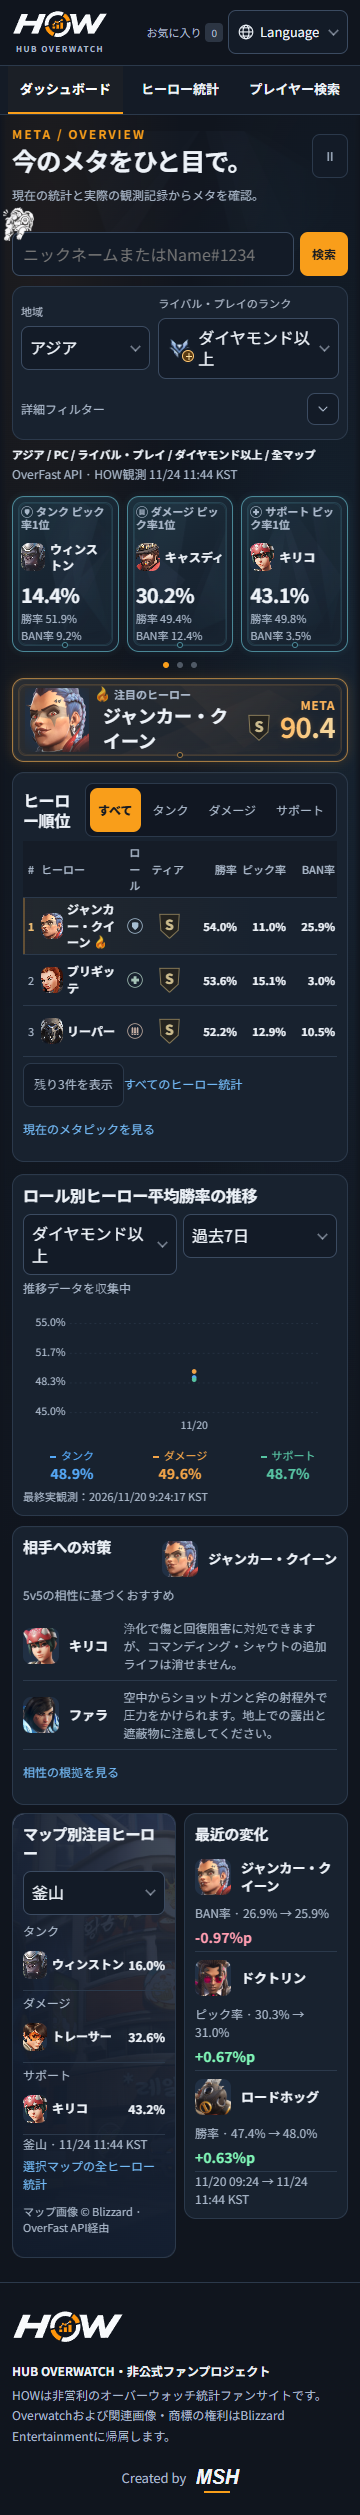 HOW
HUB OVERWATCH
お気に入り 0
Language
ダッシュボード ヒーロー統計 プレイヤー検索
META / OVERVIEW
今のメタをひと目で。
現在の統計と実際の観測記録からメタを確認。
ニックネームまたはName#1234
検索
地域
アジア
ライバル・プレイのランク
ダイヤモンド以
上
詳細フィルター
アジア / PC / ライバル・プレイ / ダイヤモンド以上 / 全マップ
OverFast API · HOW観測 11/24 11:44 KST
タンク ピック
率1位
ウィンス
トン
14.4%
勝率 51.9%
BAN率 9.2%
ダメージ ピッ
ク率1位
キャスディ
30.2%
勝率 49.4%
BAN率 12.4%
サポート ピッ
ク率1位
キリコ
43.1%
勝率 49.8%
BAN率 3.5%
注目のヒーロー
ジャンカー・ク
イーン
S
META
90.4
ヒーロ
ー順位
すべて タンク ダメージ サポート
# ヒーロー ロール ティア 勝率 ピック率 BAN率
1 ジャンカ
ー・クイ
ーン S 54.0% 11.0% 25.9%
2 ブリギッ
テ S 53.6% 15.1% 3.0%
3 リーパー S 52.2% 12.9% 10.5%
残り3件を表示 すべてのヒーロー統計
現在のメタピックを見る
ロール別ヒーロー平均勝率の推移
ダイヤモンド以
上
過去7日
推移データを収集中
55.0%
51.7%
48.3%
45.0%
11/20
タンク ダメージ サポート
48.9% 49.6% 48.7%
最終実観測：2026/11/20 9:24:17 KST
相手への対策
ジャンカー・クイーン
5v5の相性に基づくおすすめ
キリコ
浄化で傷と回復阻害に対処できます
が、コマンディング・シャウトの追加
ライフは消せません。
ファラ
空中からショットガンと斧の射程外で
圧力をかけられます。地上での露出と
遮蔽物に注意してください。
相性の根拠を見る
マップ別注目ヒーロ
ー
釜山
タンク
ウィンストン 16.0%
ダメージ
トレーサー 32.6%
サポート
キリコ 43.2%
釜山 · 11/24 11:44 KST
選択マップの全ヒーロー
統計
マップ画像 © Blizzard ·
OverFast API経由
最近の変化
ジャンカー・ク
イーン
BAN率 · 26.9% → 25.9%
-0.97%p
ドクトリン
ピック率 · 30.3% →
31.0%
+0.67%p
ロードホッグ
勝率 · 47.4% → 48.0%
+0.63%p
11/20 09:24 → 11/24
11:44 KST
HOW
HUB OVERWATCH • 非公式ファンプロジェクト
HOWは非営利のオーバーウォッチ統計ファンサイトです。
Overwatchおよび関連画像・商標の権利はBlizzard
Entertainmentに帰属します。
Created by MSH